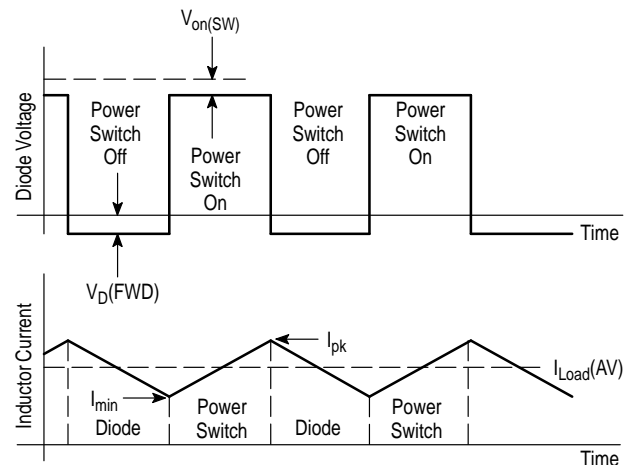 Von(SW)
Diode Voltage
Power
Switch
Off
Power
Switch
On
Power
Switch
Off
Power
Switch
On
Time
VD(FWD)
Inductor Current
Ipk
ILoad(AV)
Imin
Diode
Power
Switch
Diode
Power
Switch
Time